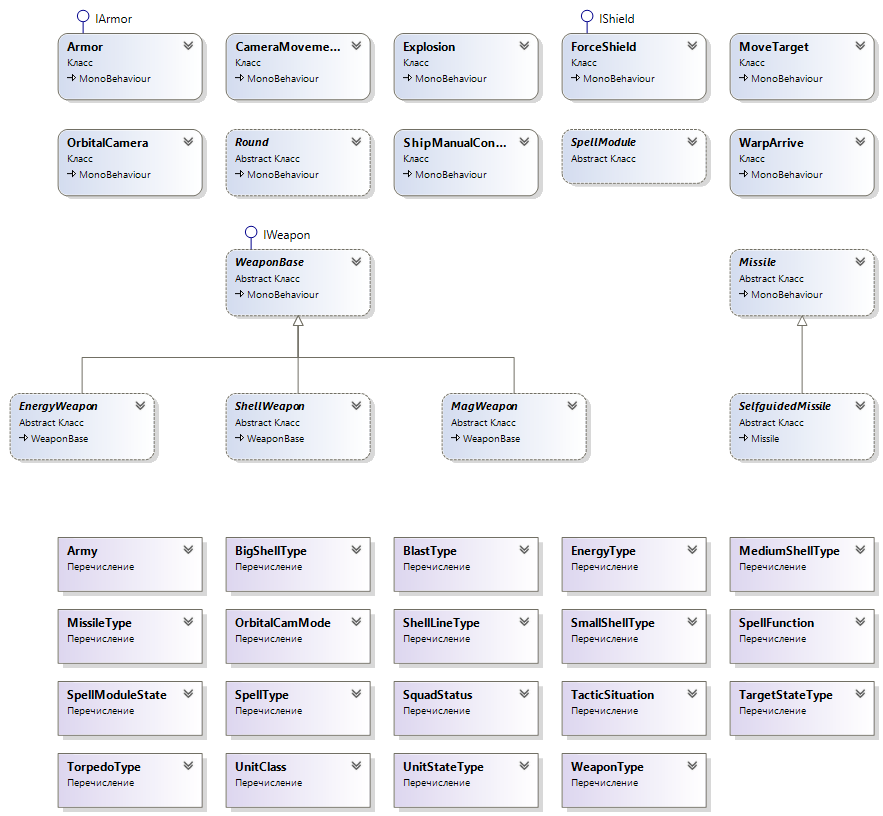 IArmor
IShield
Armor
Класс
MonoBehaviour
CameraMoveme...
Класс
MonoBehaviour
Explosion
Класс
MonoBehaviour
ForceShield
Класс
MonoBehaviour
MoveTarget
Класс
MonoBehaviour
OrbitalCamera
Класс
MonoBehaviour
Round
Abstract Класс
MonoBehaviour
ShipManualCon...
Класс
MonoBehaviour
SpellModule
Abstract Класс
WarpArrive
Класс
MonoBehaviour
IWeapon
WeaponBase
Abstract Класс
MonoBehaviour
Missile
Abstract Класс
MonoBehaviour
EnergyWeapon
Abstract Класс
WeaponBase
ShellWeapon
Abstract Класс
WeaponBase
MagWeapon
Abstract Класс
WeaponBase
SelfguidedMissile
Abstract Класс
Missile
Army
Перечисление
BigShellType
Перечисление
BlastType
Перечисление
EnergyType
Перечисление
MediumShellType
Перечисление
MissileType
Перечисление
OrbitalCamMode
Перечисление
ShellLineType
Перечисление
SmallShellType
Перечисление
SpellFunction
Перечисление
SpellModuleState
Перечисление
SpellType
Перечисление
SquadStatus
Перечисление
TacticSituation
Перечисление
TargetStateType
Перечисление
TorpedoType
Перечисление
UnitClass
Перечисление
UnitStateType
Перечисление
WeaponType
Перечисление